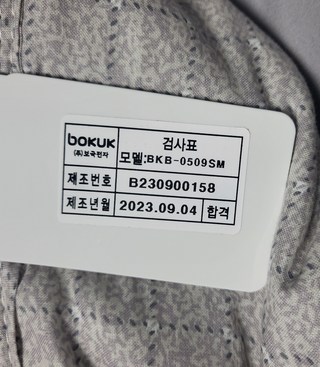 bokuk
(주)보국전자
검사표
모델:BKB-0509SM
제조번호 B230900158
제조년월 2023.09.04 합격